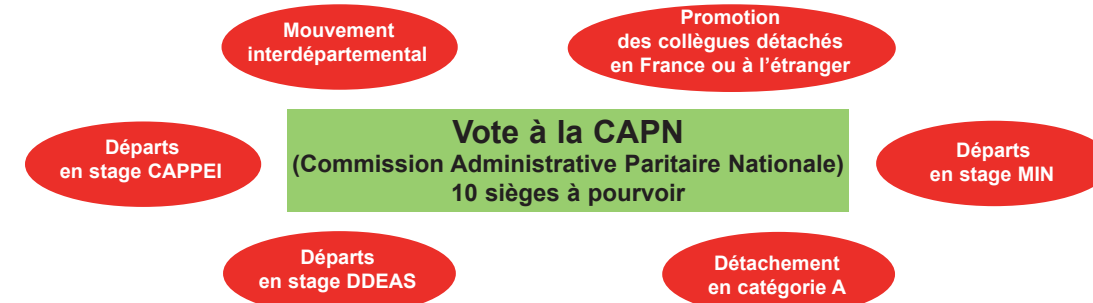 Mouvement
interdépartemental
Promotion
des collègues détachés
en France ou à l'étranger
Départs
en stage CAPPEI
Vote à la CAPN
(Commission Administrative Paritaire Nationale)
10 sièges à pourvoir
Départs
en stage MIN
Départs
en stage DDEAS
Détachement
en catégorie A